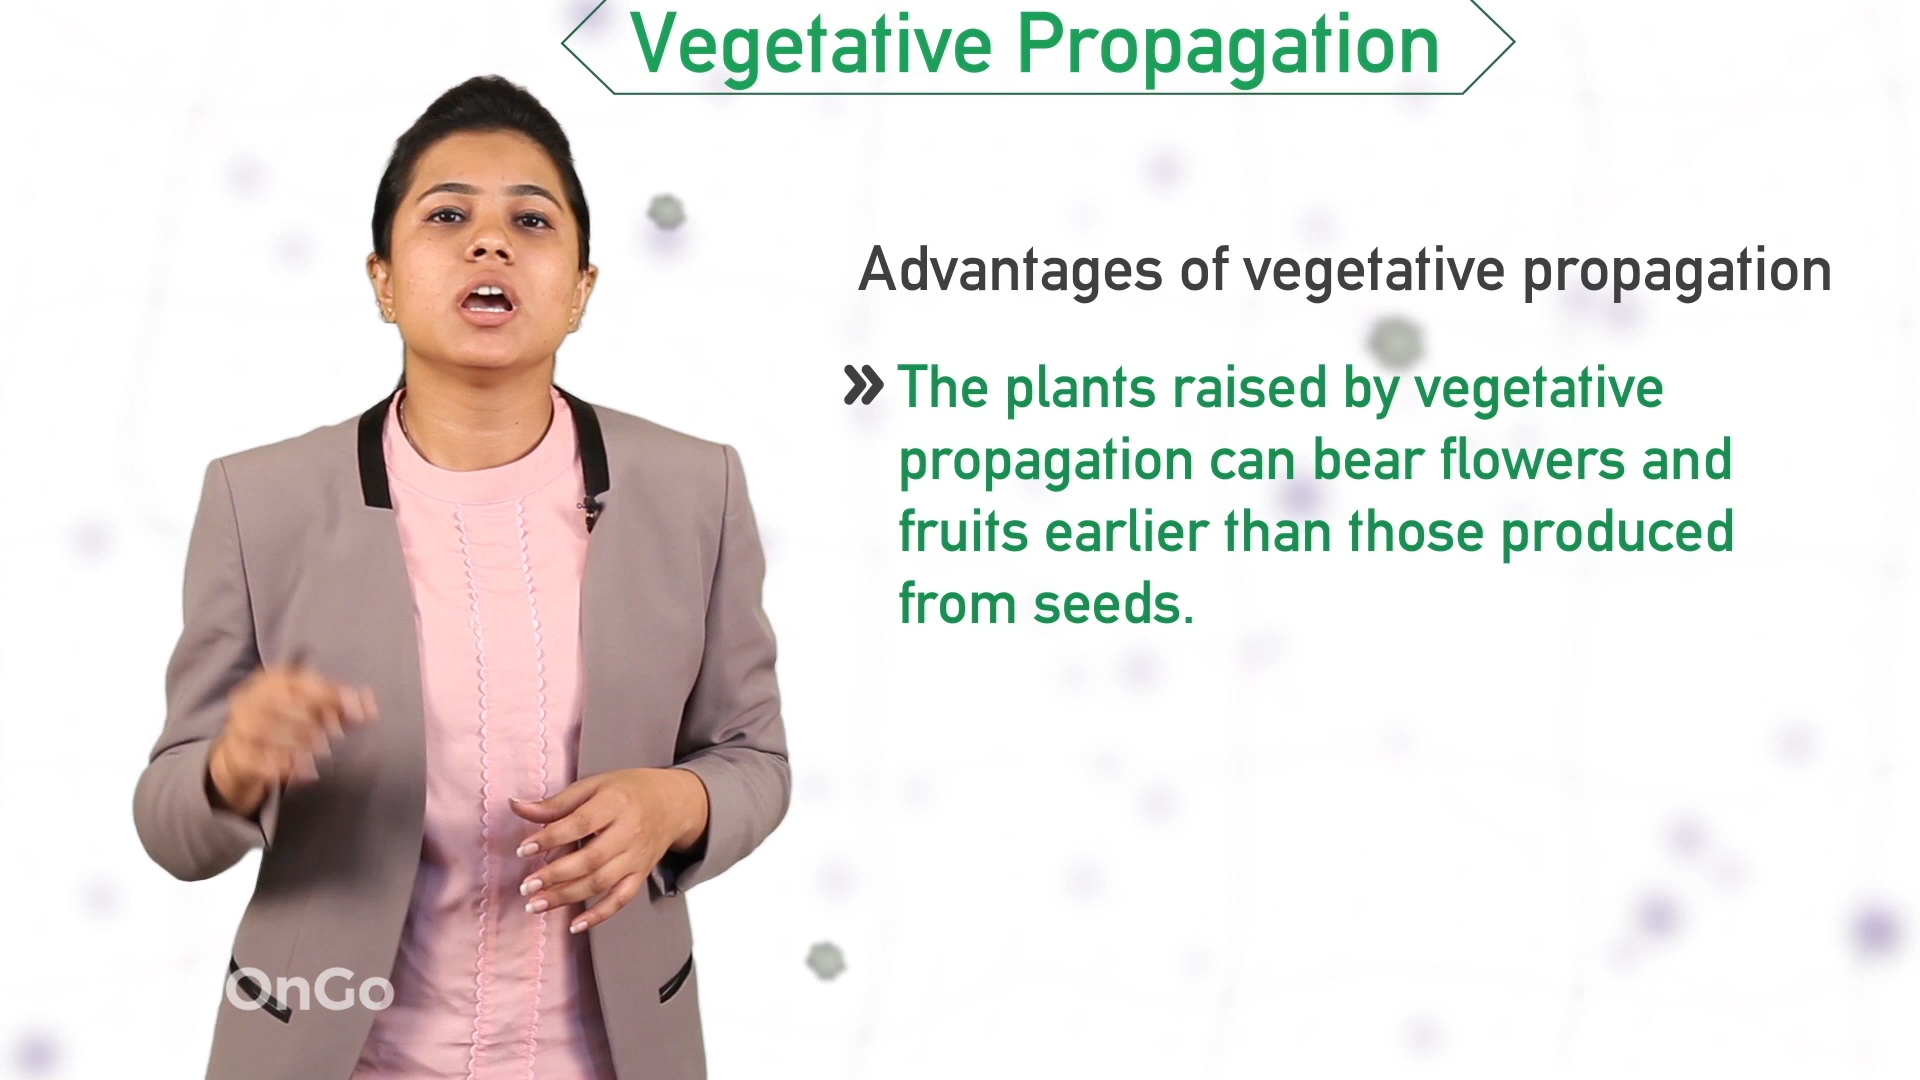 Vegetative Propagation
Advantages of vegetative propagation
» The plants raised by vegetative
propagation can bear flowers and
fruits earlier than those produced
from seeds.
OnGo